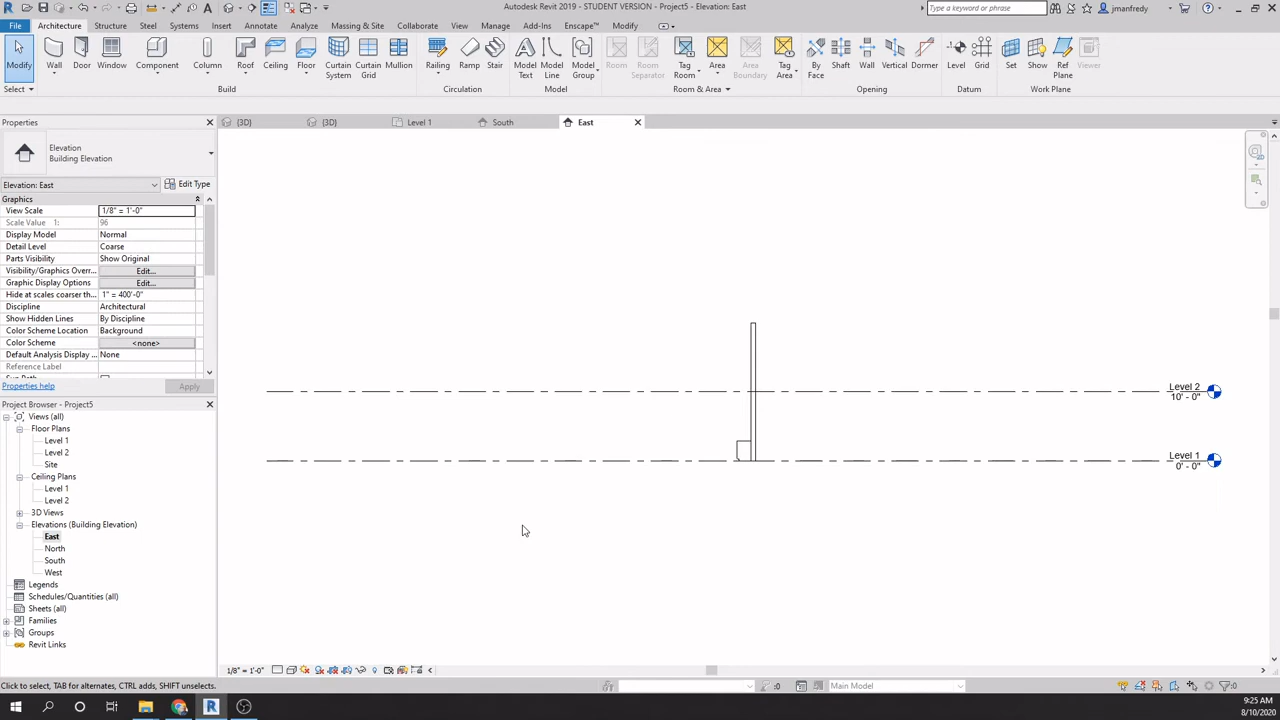 Autodesk Revit 2019 - STUDENT VERSION - Project5 - Elevation: East
Type a keyword or phrase
jmanfredy
File Architecture Structure Steel Systems Insert Annotate Analyze Massing & Site Collaborate View Manage Add-Ins Enscape™ Modify
Modify Wall Door Window Component Column Roof Ceiling Floor Curtain System Curtain Grid Mullion Railing Ramp Stair Model Text Model Line Model Group Room Room Separator Tag Room Area Area Boundary Tag Area By Face Shaft Wall Vertical Dormer Level Grid Set Show Ref Plane Viewer
Select Build Circulation Model Room & Area Opening Datum Work Plane
Properties
{3D} {3D} Level 1 South East
Elevation
Building Elevation
Elevation: East Edit Type
Graphics
View Scale 1/8" = 1'-0"
Scale Value 1: 96
Display Model Normal
Detail Level Coarse
Parts Visibility Show Original
Visibility/Graphics Overr... Edit...
Graphic Display Options Edit...
Hide at scales coarser th... 1" = 400'-0"
Discipline Architectural
Show Hidden Lines By Discipline
Color Scheme Location Background
Color Scheme <none>
Default Analysis Display ... None
Reference Label
Properties help Apply
Project Browser - Project5
Views (all)
Floor Plans
Level 1
Level 2
Site
Ceiling Plans
Level 1
Level 2
3D Views
Elevations (Building Elevation)
East
North
South
West
Legends
Schedules/Quantities (all)
Sheets (all)
Families
Groups
Revit Links
Level 2
10' - 0"
Level 1
0' - 0"
1/8" = 1'-0"
Click to select, TAB for alternates, CTRL adds, SHIFT unselects.
:0
Main Model
:0
9:25 AM
8/10/2020